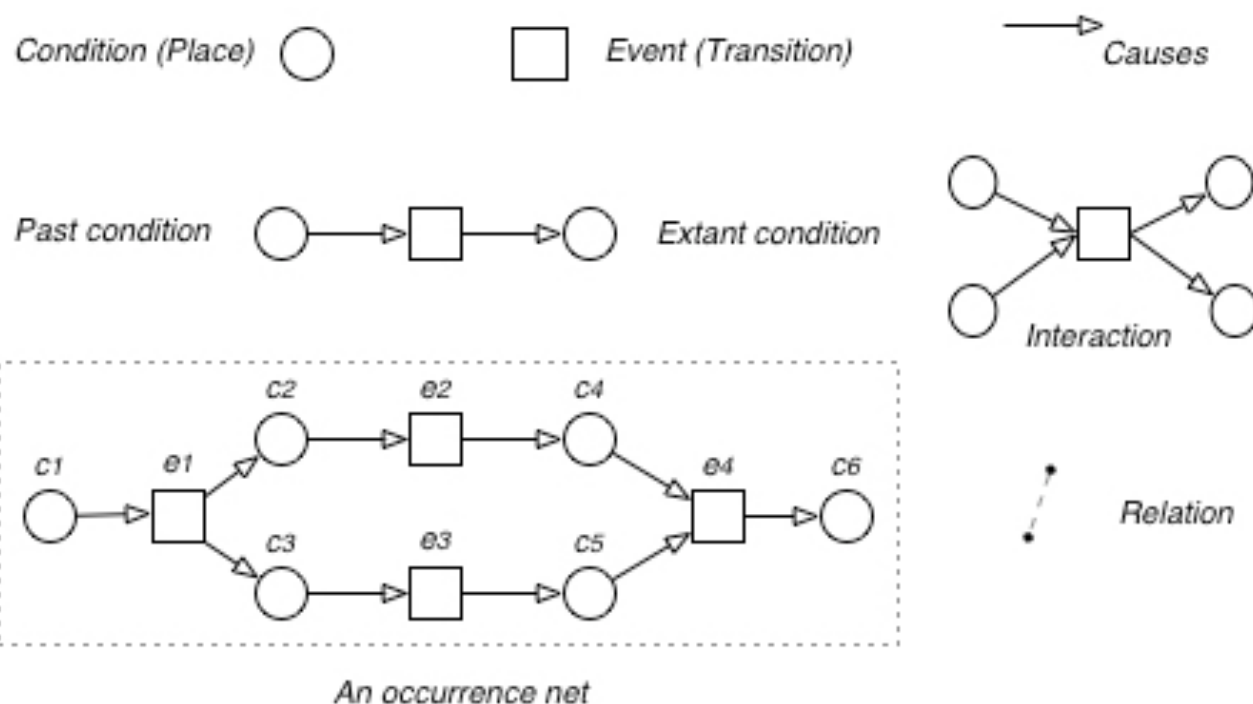 Condition (Place)
Event (Transition)
Causes
Past condition
Extant condition
Interaction
c2
e2
c4
c1
e1
e4
c6
c3
e3
c5
Relation
An occurrence net